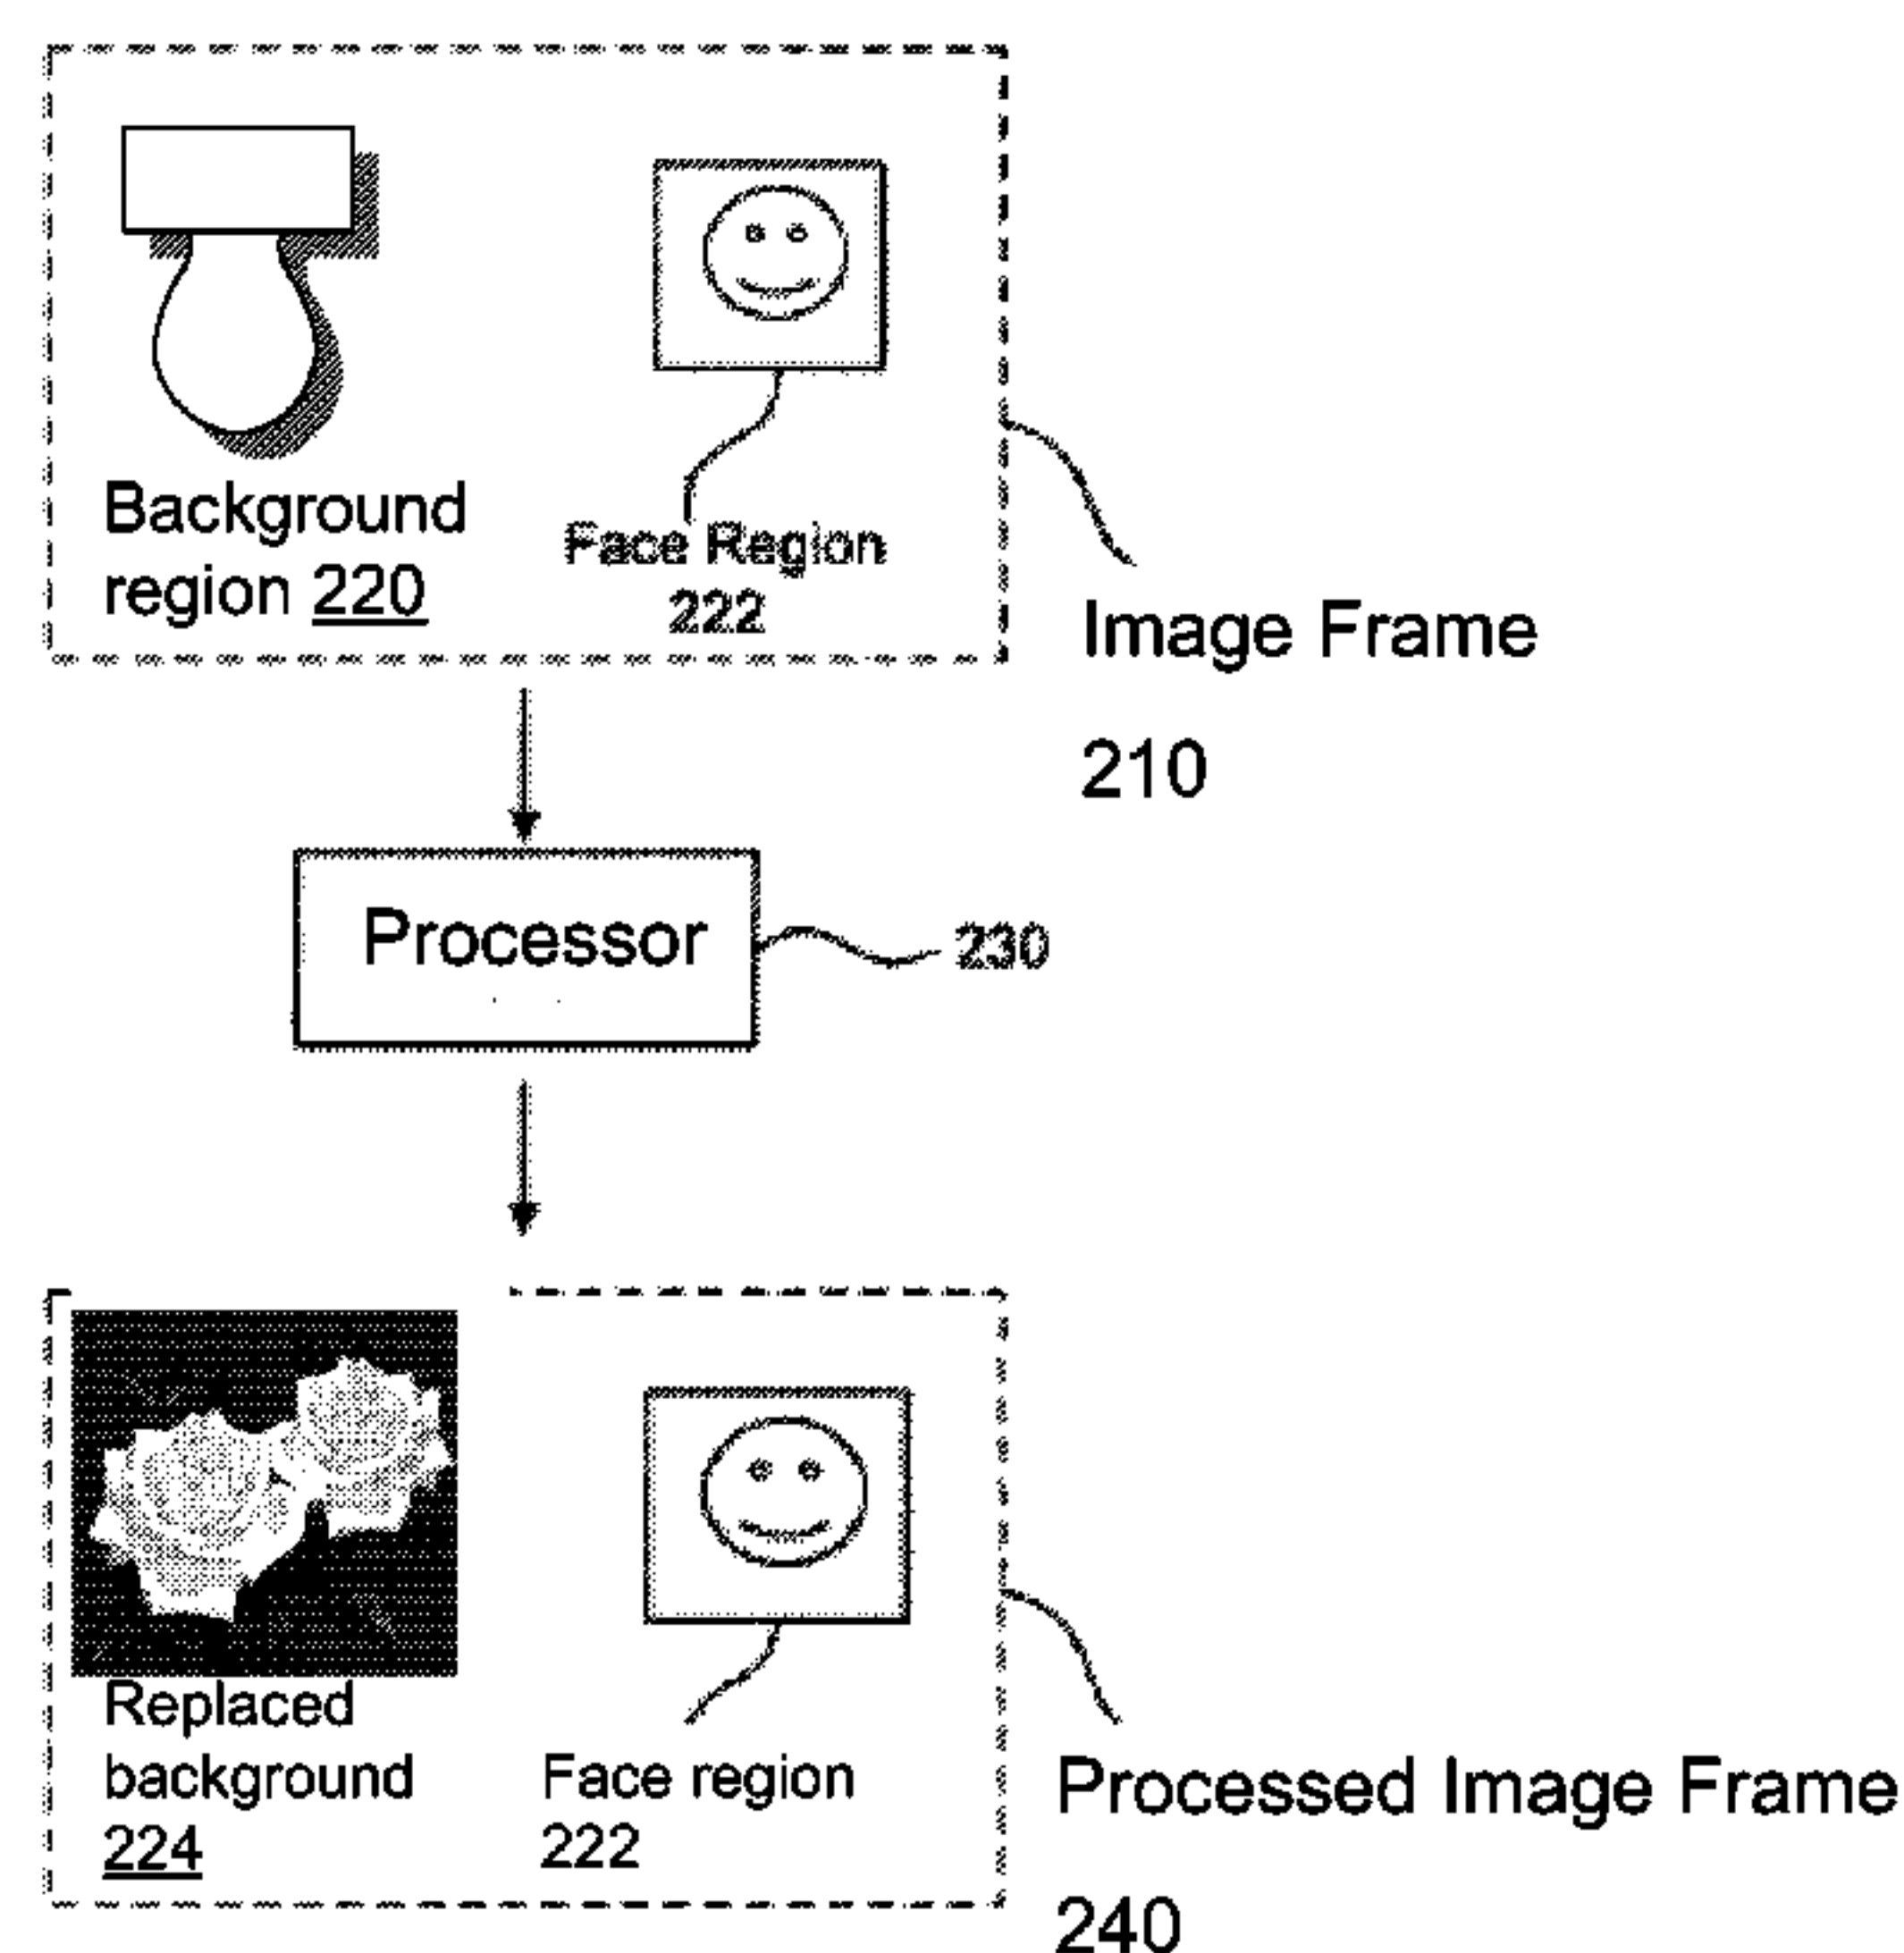 Background
region 220
Face Region
222
Image Frame
210
Processor
230
Replaced
background
224
Face region
222
Processed Image Frame
240